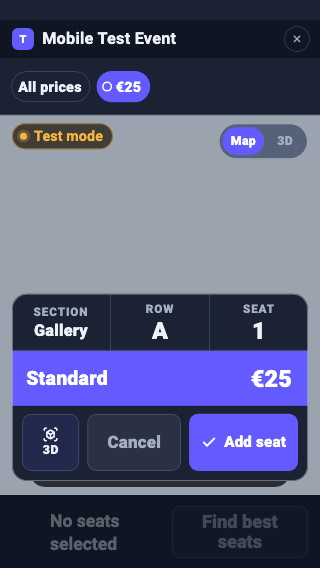 T Mobile Test Event ×
All prices €25
Test mode
Map 3D
SECTION ROW SEAT
Gallery A 1
Standard €25
3D Cancel Add seat
No seats
selected
Find best
seats